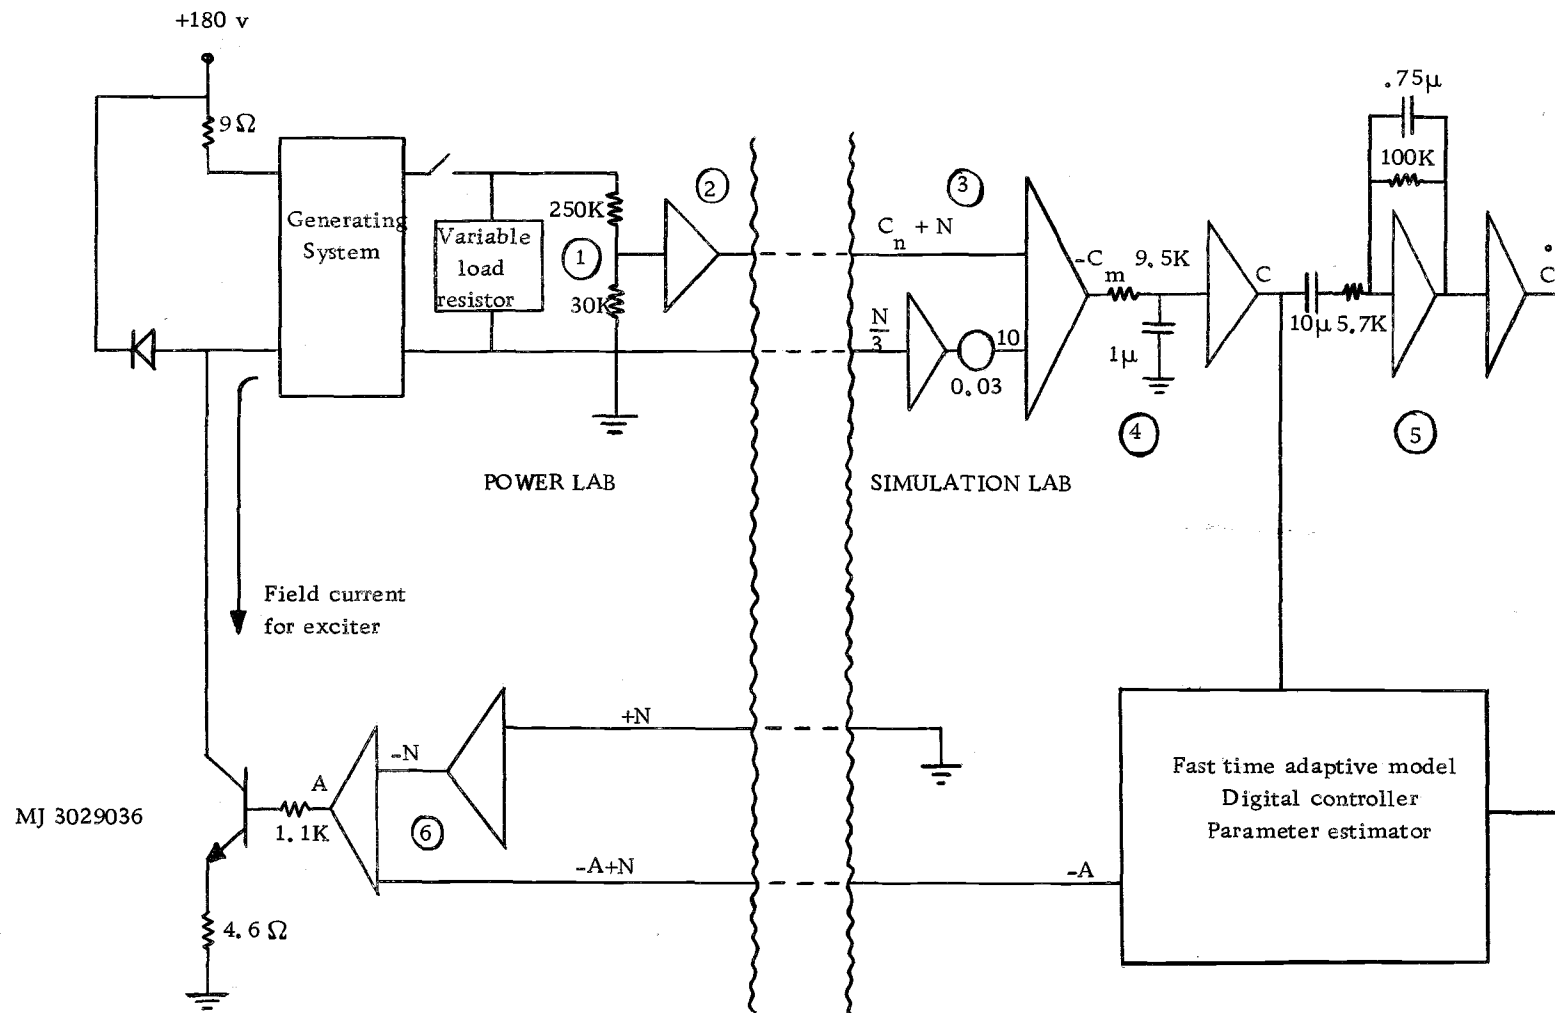 +180 v
9Ω
Generating
System
Variable
load
resistor
250K
1
30K
2
3
C_n + N
N/3
0.03
10
-C_m
9.5K
1μ
4
C
10μ
5.7K
.75μ
100K
5
Ċ
POWER LAB
SIMULATION LAB
Field current
for exciter
+N
-N
A
6
1.1K
-A+N
-A
MJ 3029036
4.6 Ω
Fast time adaptive model
Digital controller
Parameter estimator